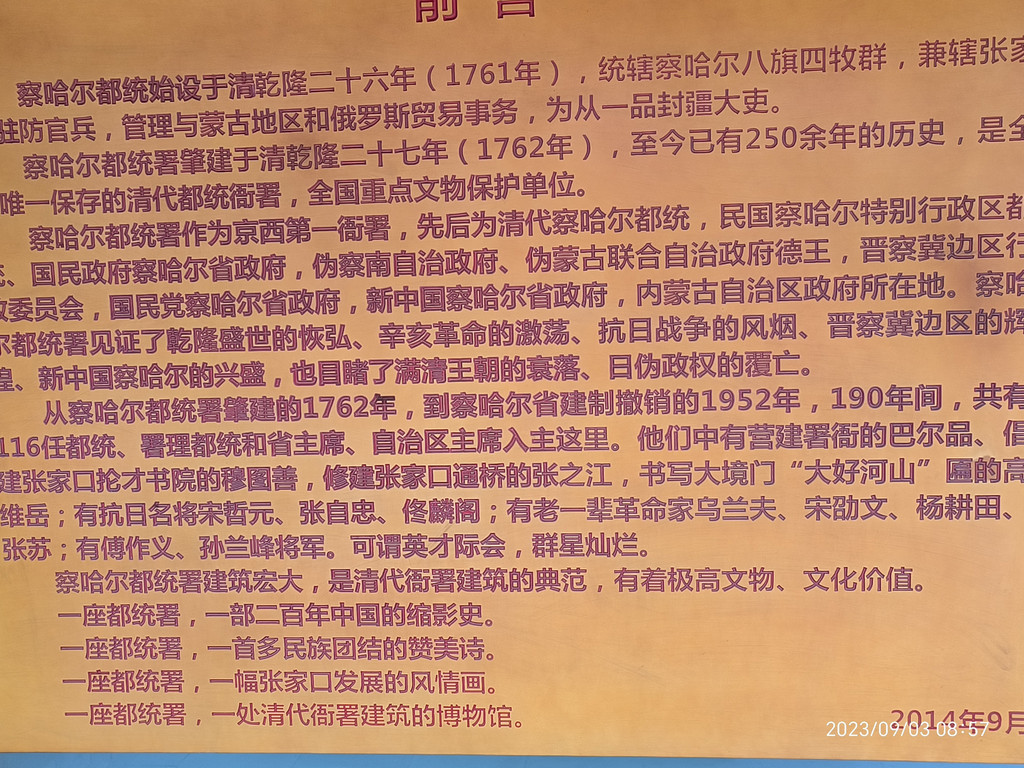 前言
察哈尔都统始设于清乾隆二十六年（1761年），统辖察哈尔八旗四牧群，兼辖张家
驻防官兵，管理与蒙古地区和俄罗斯贸易事务，为从一品封疆大吏。
察哈尔都统署肇建于清乾隆二十七年（1762年），至今已有250余年的历史，是全
唯一保存的清代都统衙署，全国重点文物保护单位。
察哈尔都统署作为京西第一衙署，先后为清代察哈尔都统，民国察哈尔特别行政区都
统、国民政府察哈尔省政府，伪察南自治政府、伪蒙古联合自治政府德王，晋察冀边区行
政委员会，国民党察哈尔省政府，新中国察哈尔省政府，内蒙古自治区政府所在地。察哈
尔都统署见证了乾隆盛世的恢弘、辛亥革命的激荡、抗日战争的风烟、晋察冀边区的辉
煌、新中国察哈尔的兴盛，也目睹了满清王朝的衰落、日伪政权的覆亡。
从察哈尔都统署肇建的1762年，到察哈尔省建制撤销的1952年，190年间，共有
116任都统、署理都统和省主席、自治区主席入主这里。他们中有营建署衙的巴尔品、倡
建张家口抡才书院的穆图善，修建张家口通桥的张之江，书写大境门“大好河山”匾的高
维岳；有抗日名将宋哲元、张自忠、佟麟阁；有老一辈革命家乌兰夫、宋劭文、杨耕田、
张苏；有傅作义、孙兰峰将军。可谓英才际会，群星灿烂。
察哈尔都统署建筑宏大，是清代衙署建筑的典范，有着极高文物、文化价值。
一座都统署，一部二百年中国的缩影史。
一座都统署，一首多民族团结的赞美诗。
一座都统署，一幅张家口发展的风情画。
一座都统署，一处清代衙署建筑的博物馆。
2014年9月
2023/09/03 08:57